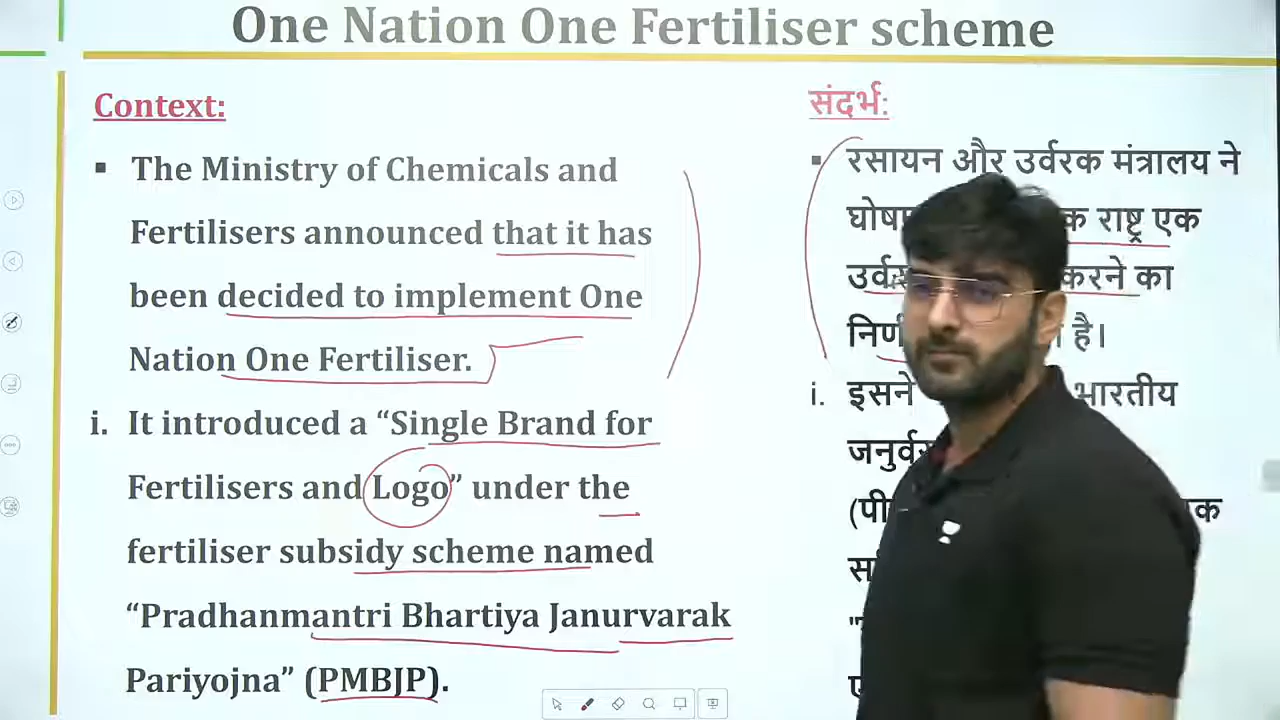 One Nation One Fertiliser scheme
Context:
▪ The Ministry of Chemicals and
Fertilisers announced that it has
been decided to implement One
Nation One Fertiliser.
i. It introduced a “Single Brand for
Fertilisers and Logo” under the
fertiliser subsidy scheme named
“Pradhanmantri Bhartiya Janurvarak
Pariyojna” (PMBJP).
संदर्भ:
▪ रसायन और उर्वरक मंत्रालय ने
राष्ट्र एक
करने का
है।
i. इसने भारतीय